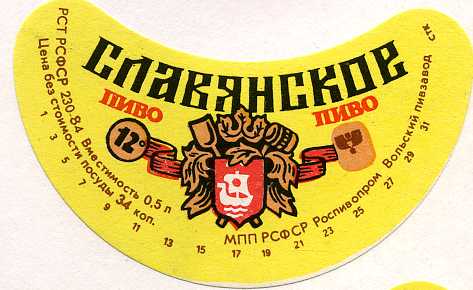 СЛАВЯНСКОЕ
ПИВО ПИВО
12°
РСТ РСФСР 230-84 Вместимость 0.5 л
Цена без стоимости посуды 34 коп.
МПП РСФСР Роспивопром Вольский пивзавод стк
1 3 5 7 9 11 13 15 17 19 21 23 25 27 29 31